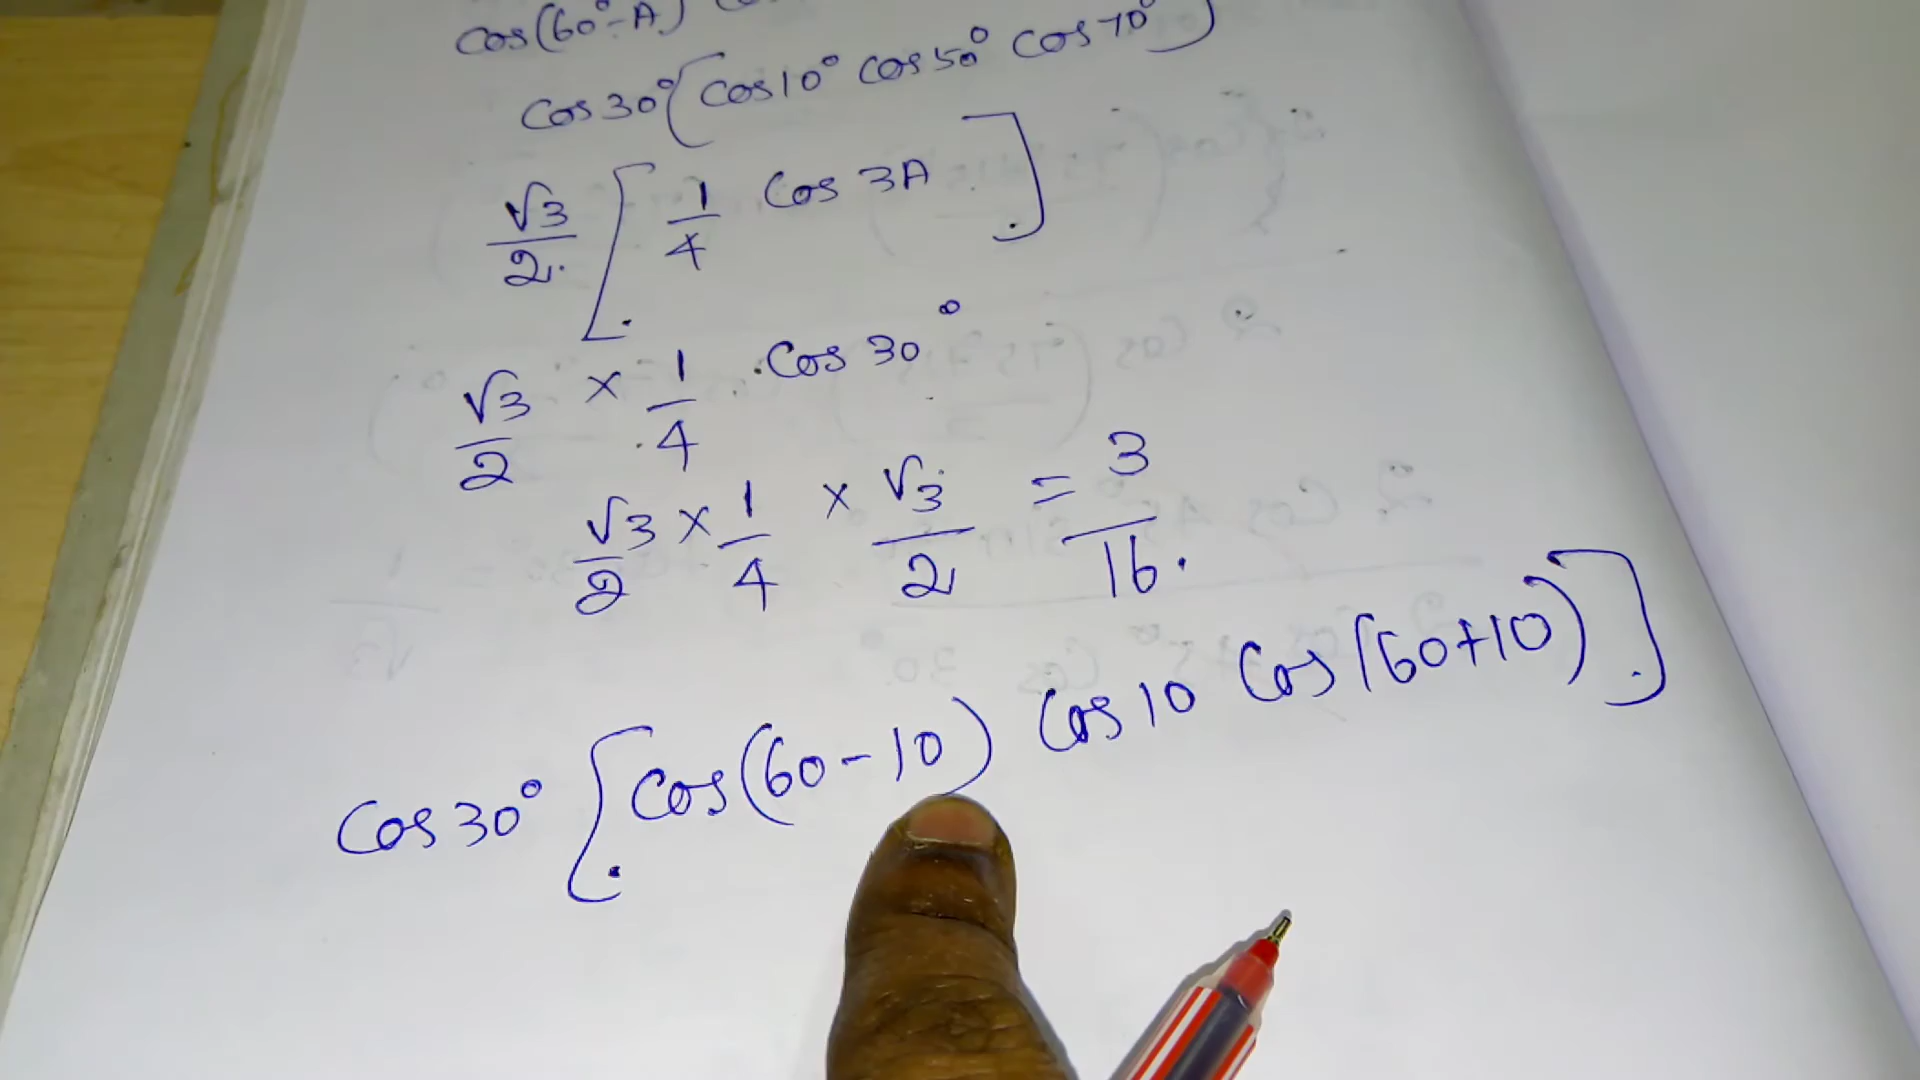 cos(60°-A)
cos30° (cos10° cos50° cos70°)
√3/2 [ 1/4 cos 3A ]
√3/2 × 1/4 . cos 30°
√3/2 × 1/4 × √3/2 = 3/16.
cos30° [ cos(60-10) cos10 cos(60+10) ]